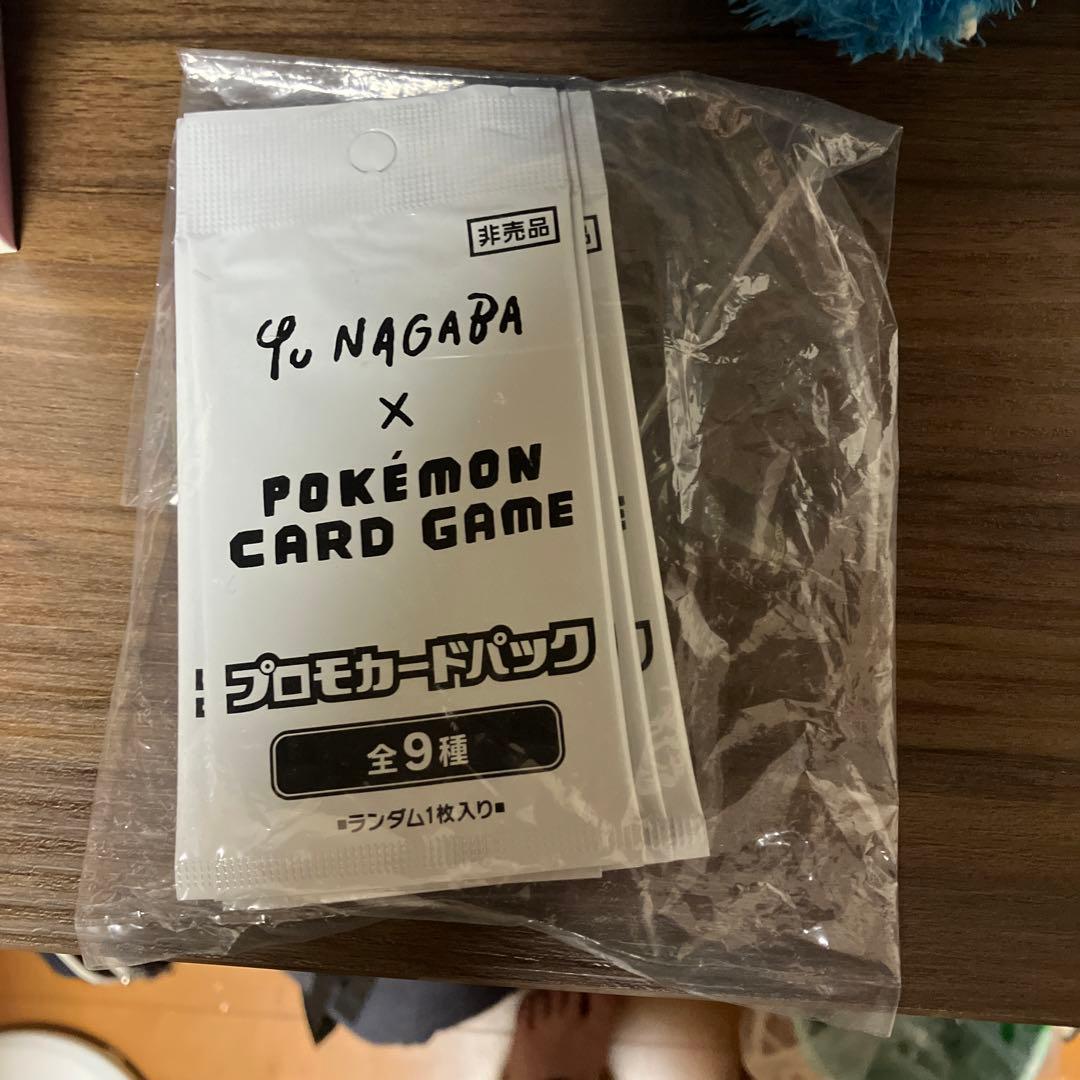 非売品
Yu NAGABA
×
POKÉMON
CARD GAME
プロモカードパック
全9種
■ランダム1枚入り■